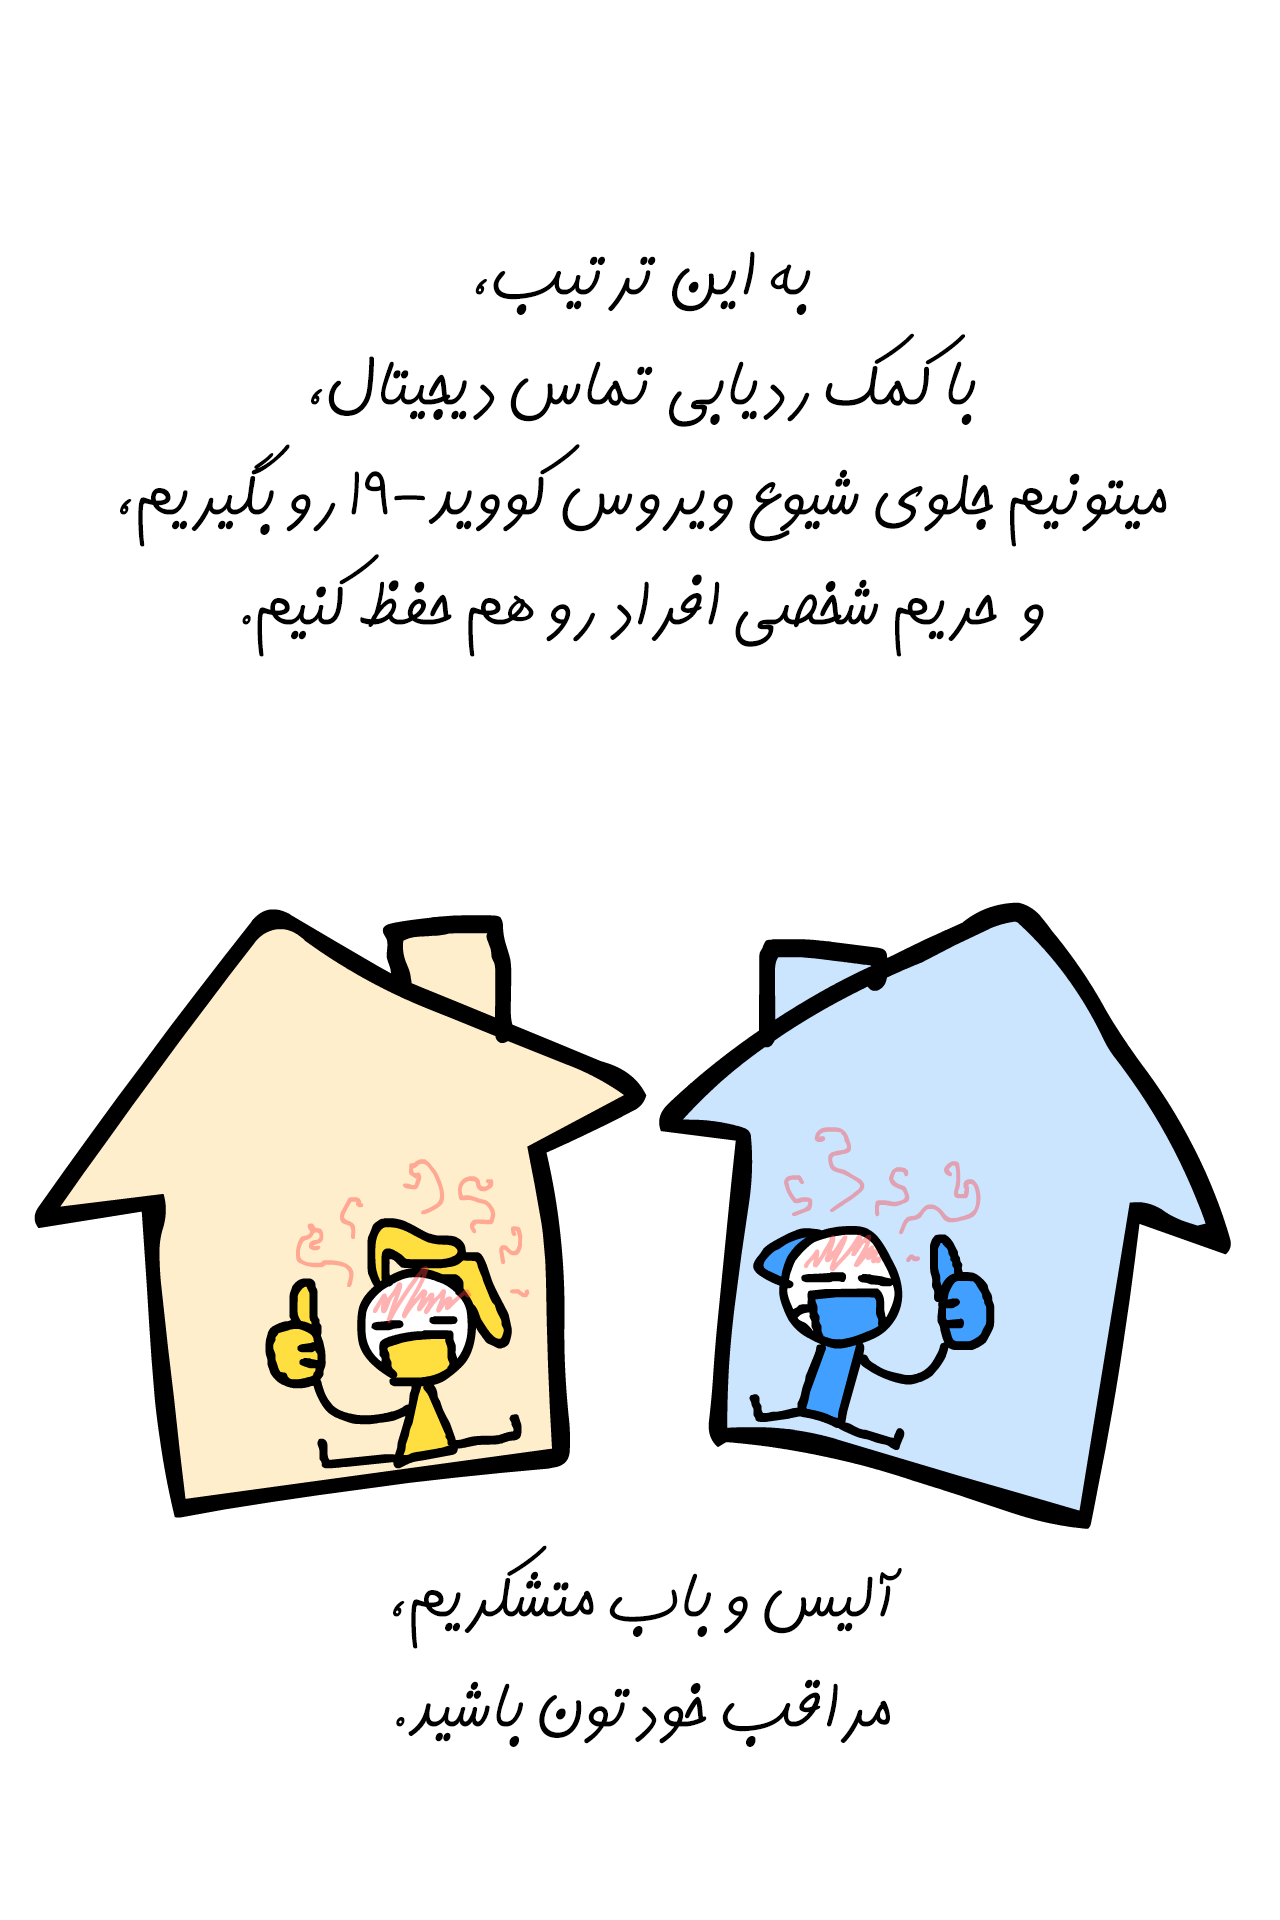 به این ترتیب،
با کمک ردیابی تماس دیجیتال،
میتونیم جلوی شیوع ویروس کووید-۱۹ رو بگیریم،
و حریم شخصی افراد رو هم حفظ کنیم.
آلیس و باب متشکریم،
مراقب خودتون باشید.